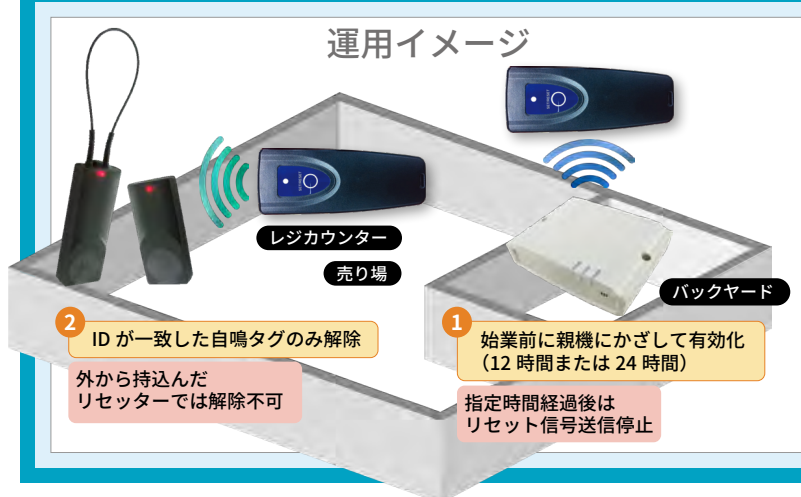 運用イメージ
レジカウンター
売り場
バックヤード
2
ID が一致した自鳴タグのみ解除
外から持込んだ
リセッターでは解除不可
1
始業前に親機にかざして有効化
（12 時間または 24 時間）
指定時間経過後は
リセット信号送信停止